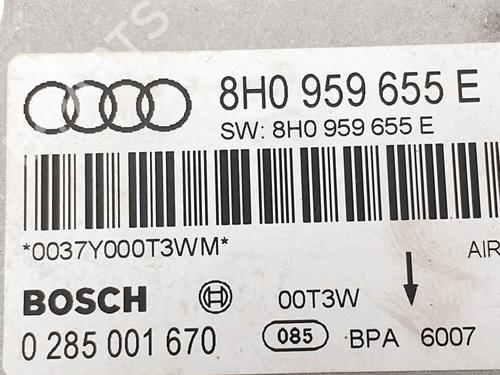 8H0 959 655 E
SW: 8H0 959 655 E
*0037Y000T3WM*
AIR
BOSCH 00T3W
0 285 001 670 085 BPA 6007